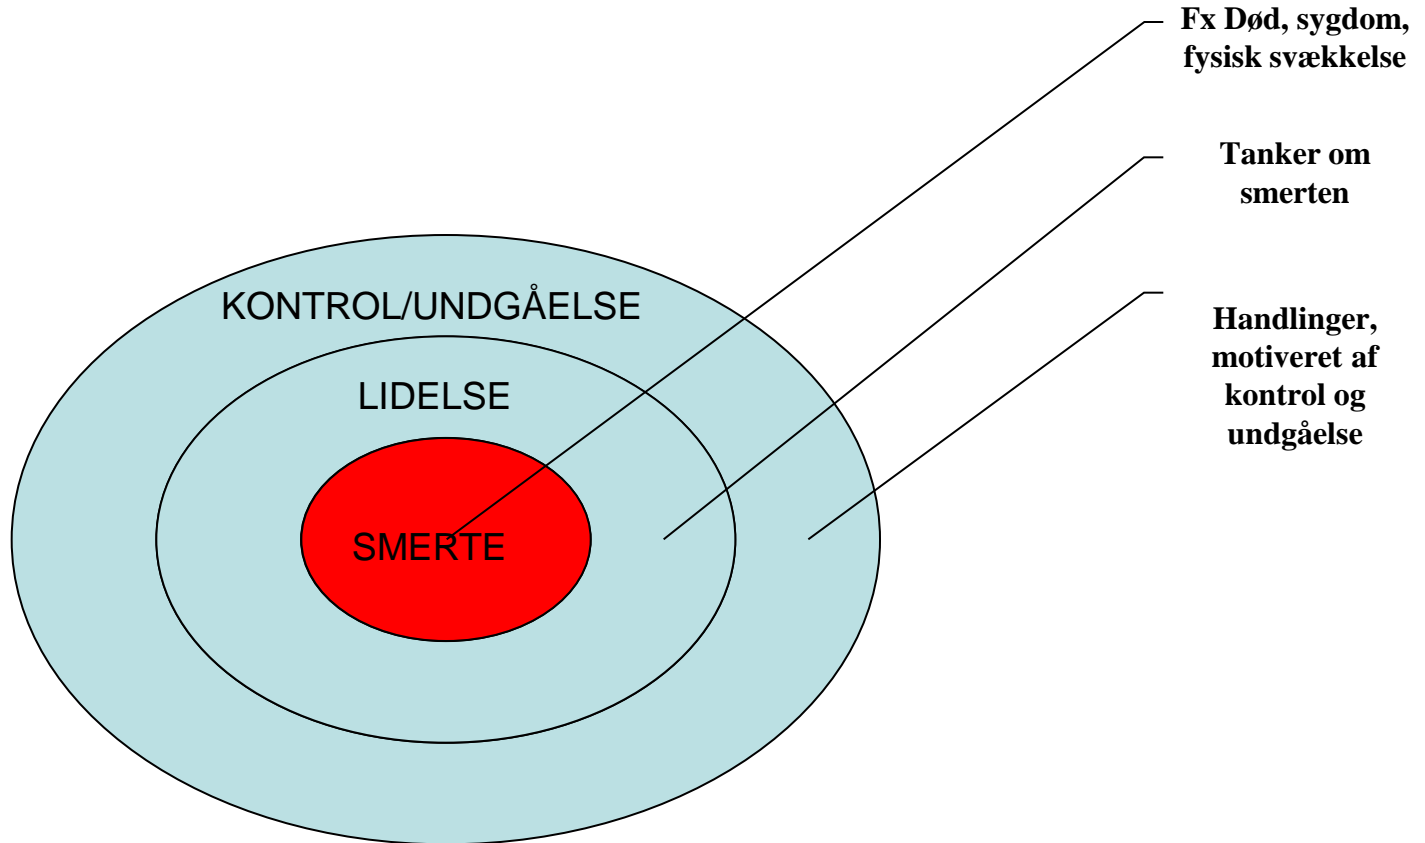 Fx Død, sygdom,
fysisk svækkelse
Tanker om
smerten
Handlinger,
motiveret af
kontrol og
undgåelse
KONTROL/UNDGÅELSE
LIDELSE
SMERTE